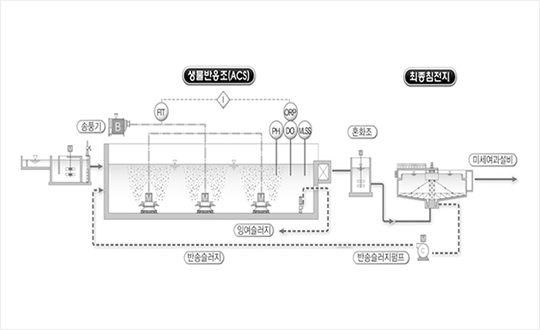 생물반응조(ACS)
최종침전지
FIT
I
ORP
송풍기
B
PH
DO
MLSS
혼화조
미세여과설비
잉여슬러지
반송슬러지
반송슬러지펌프
C